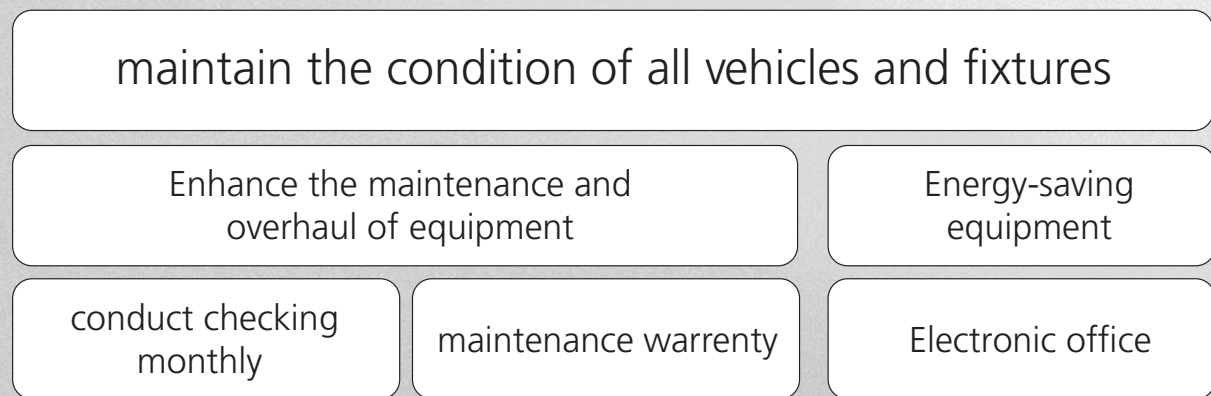 maintain the condition of all vehicles and fixtures
Enhance the maintenance and
overhaul of equipment
Energy-saving
equipment
conduct checking
monthly
maintenance warrenty
Electronic office